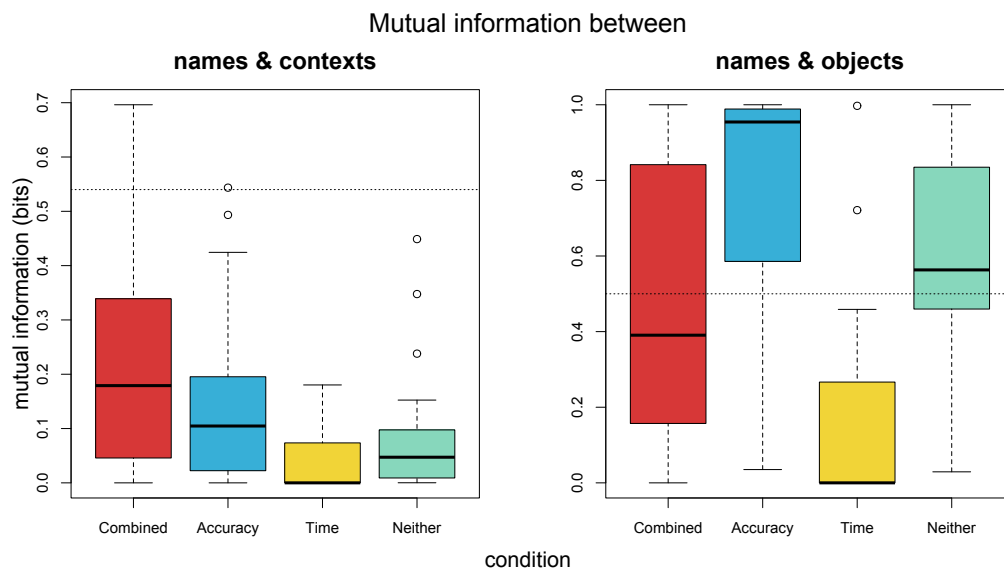 Mutual information between
names & contexts
names & objects
mutual information (bits)
0.7
0.6
0.5
0.4
0.3
0.2
0.1
0.0
1.0
0.8
0.6
0.4
0.2
0.0
Combined Accuracy Time Neither
Combined Accuracy Time Neither
condition